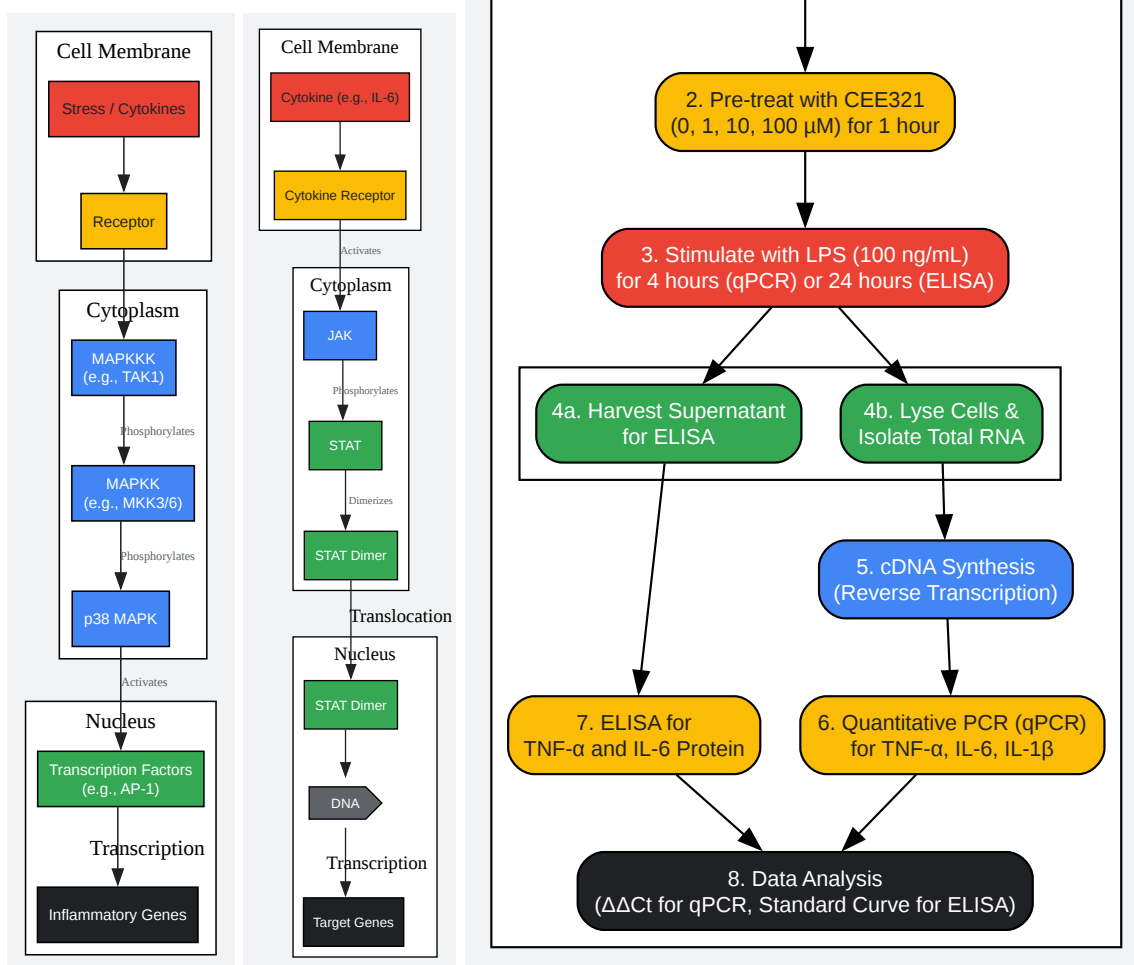 Cell Membrane
Stress / Cytokines
Receptor
Cytoplasm
MAPKKK
(e.g., TAK1)
Phosphorylates
MAPKK
(e.g., MKK3/6)
Phosphorylates
p38 MAPK
Activates
Nucleus
Transcription Factors
(e.g., AP-1)
Transcription
Inflammatory Genes
Cell Membrane
Cytokine (e.g., IL-6)
Cytokine Receptor
Activates
Cytoplasm
JAK
Phosphorylates
STAT
Dimerizes
STAT Dimer
Translocation
Nucleus
STAT Dimer
DNA
Transcription
Target Genes
2. Pre-treat with CEE321
(0, 1, 10, 100 µM) for 1 hour
3. Stimulate with LPS (100 ng/mL)
for 4 hours (qPCR) or 24 hours (ELISA)
4a. Harvest Supernatant
for ELISA
4b. Lyse Cells &
Isolate Total RNA
5. cDNA Synthesis
(Reverse Transcription)
7. ELISA for
TNF-α and IL-6 Protein
6. Quantitative PCR (qPCR)
for TNF-α, IL-6, IL-1β
8. Data Analysis
(ΔΔCt for qPCR, Standard Curve for ELISA)